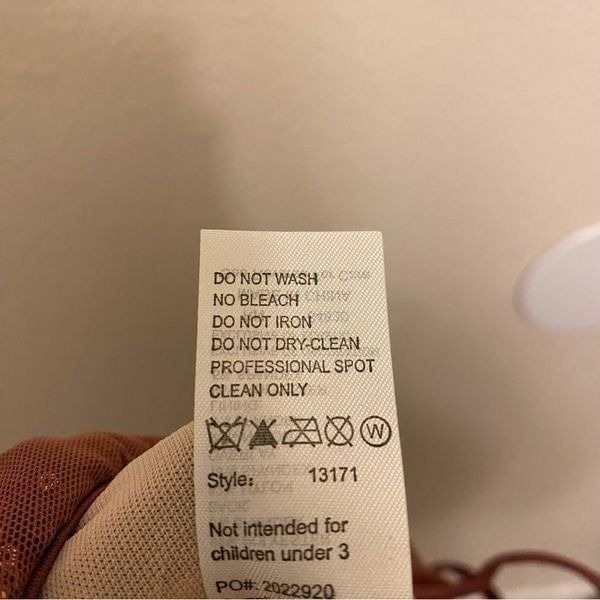 DO NOT WASH
NO BLEACH
DO NOT IRON
DO NOT DRY-CLEAN
PROFESSIONAL SPOT
CLEAN ONLY
W
Style: 13171
Not intended for
children under 3
PO#: 2022920